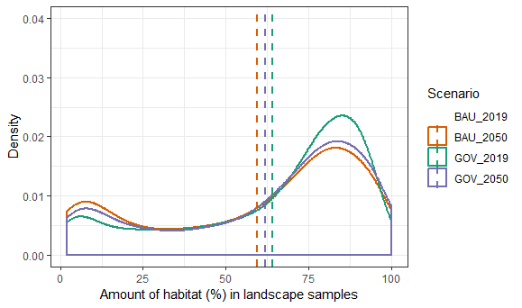 0.04
0.03
0.02
0.01
0.00
Density
0
25
50
75
100
Amount of habitat (%) in landscape samples
Scenario
BAU_2019
BAU_2050
GOV_2019
GOV_2050